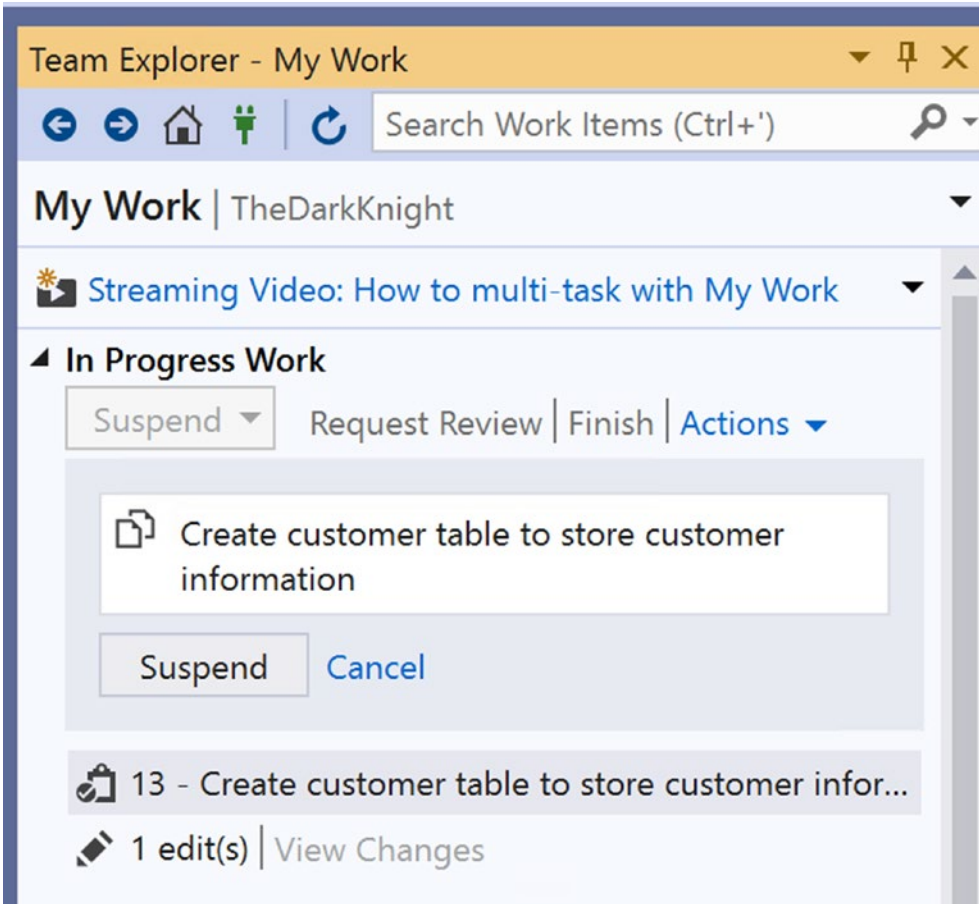 Team Explorer - My Work
Search Work Items (Ctrl+')
My Work | TheDarkKnight
Streaming Video: How to multi-task with My Work
In Progress Work
Suspend Request Review | Finish | Actions
Create customer table to store customer
information
Suspend Cancel
13 - Create customer table to store customer infor...
1 edit(s) | View Changes